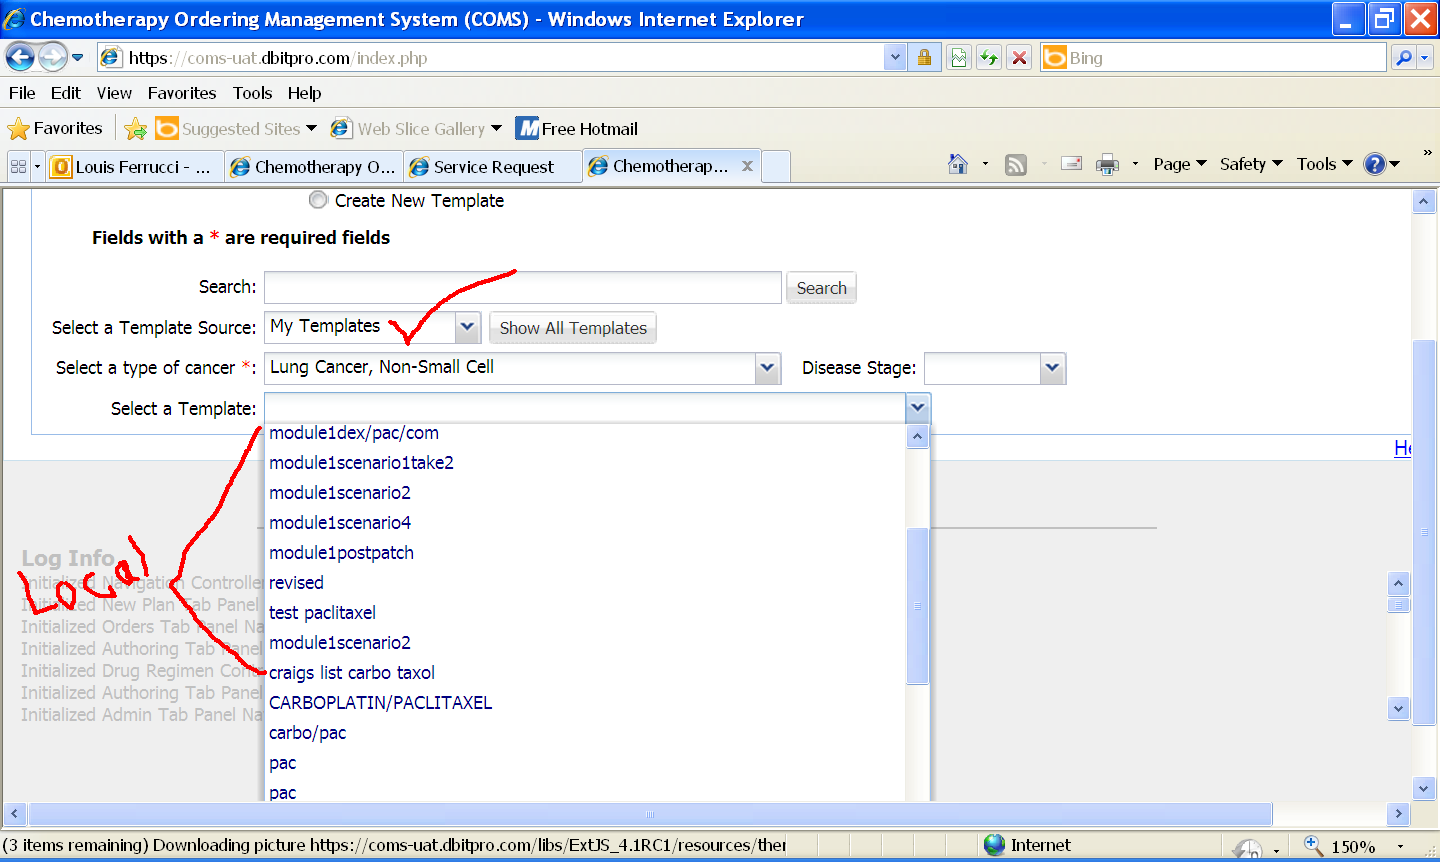 Chemotherapy Ordering Management System (COMS) - Windows Internet Explorer
https://coms-uat.dbitpro.com/index.php
Bing
File Edit View Favorites Tools Help
Favorites Suggested Sites Web Slice Gallery Free Hotmail
Louis Ferrucci - ... Chemotherapy O... Service Request Chemotherap... Page Safety Tools
Create New Template
Fields with a * are required fields
Search: Search
Select a Template Source: My Templates Show All Templates
Select a type of cancer *: Lung Cancer, Non-Small Cell Disease Stage:
Select a Template:
module1dex/pac/com
module1scenario1take2
module1scenario2
module1scenario4
module1postpatch
revised
test paclitaxel
module1scenario2
craigs list carbo taxol
CARBOPLATIN/PACLITAXEL
carbo/pac
pac
pac
He
Local
Log Info
Initialized Navigation Controller
Initialized New Plan Tab Panel
Initialized Orders Tab Panel Na
Initialized Authoring Tab Panel
Initialized Drug Regimen Cont
Initialized Authoring Tab Panel
Initialized Admin Tab Panel Na
(3 items remaining) Downloading picture https://coms-uat.dbitpro.com/libs/ExtJS_4.1RC1/resources/ther Internet 150%